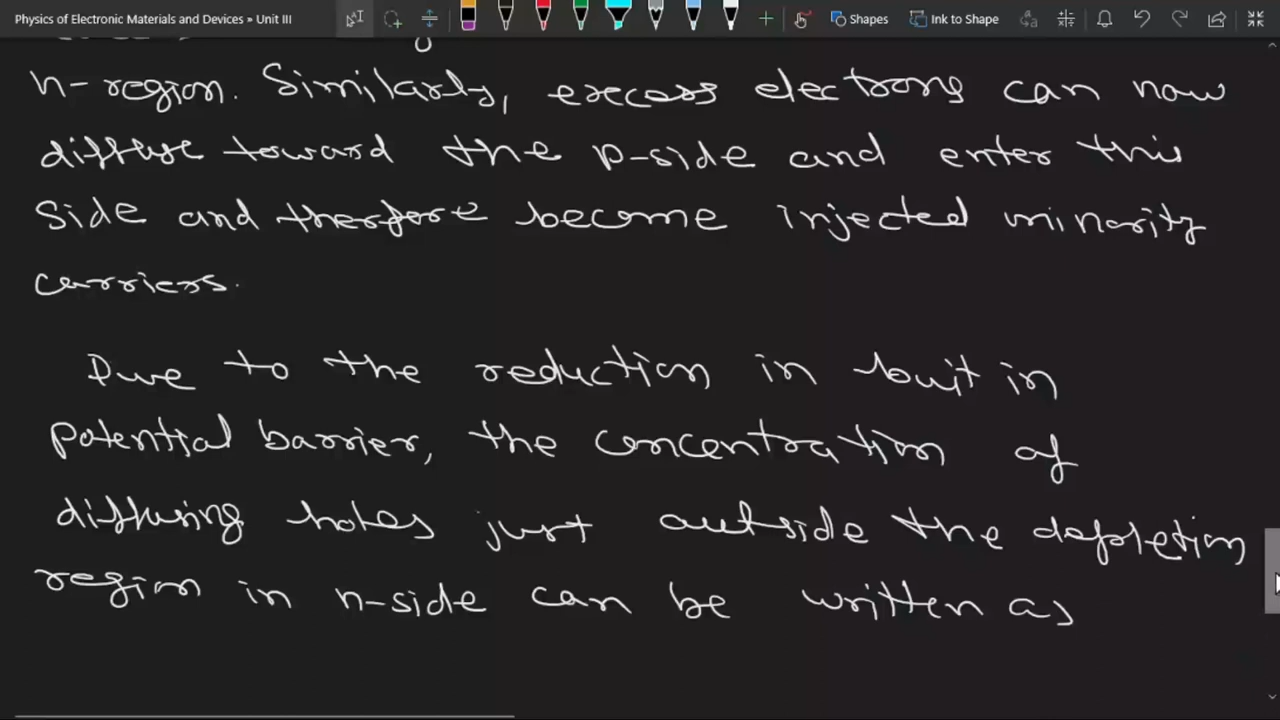 Physics of Electronic Materials and Devices » Unit III
Shapes
Ink to Shape
n-region. Similarly, excess electrons can now
diffuse toward the p-side and enter this
side and therfore become injected minority
carriers.
Due to the reduction in buit in
potential barrier, the concentration of
diffusing holes just outside the depletion
region in n-side can be written as